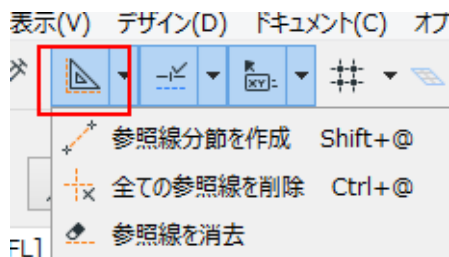 表示(V) デザイン(D) ドキュメント(C) オプ
XY:
参照線分節を作成 Shift+@
全ての参照線を削除 Ctrl+@
参照線を消去
FL]